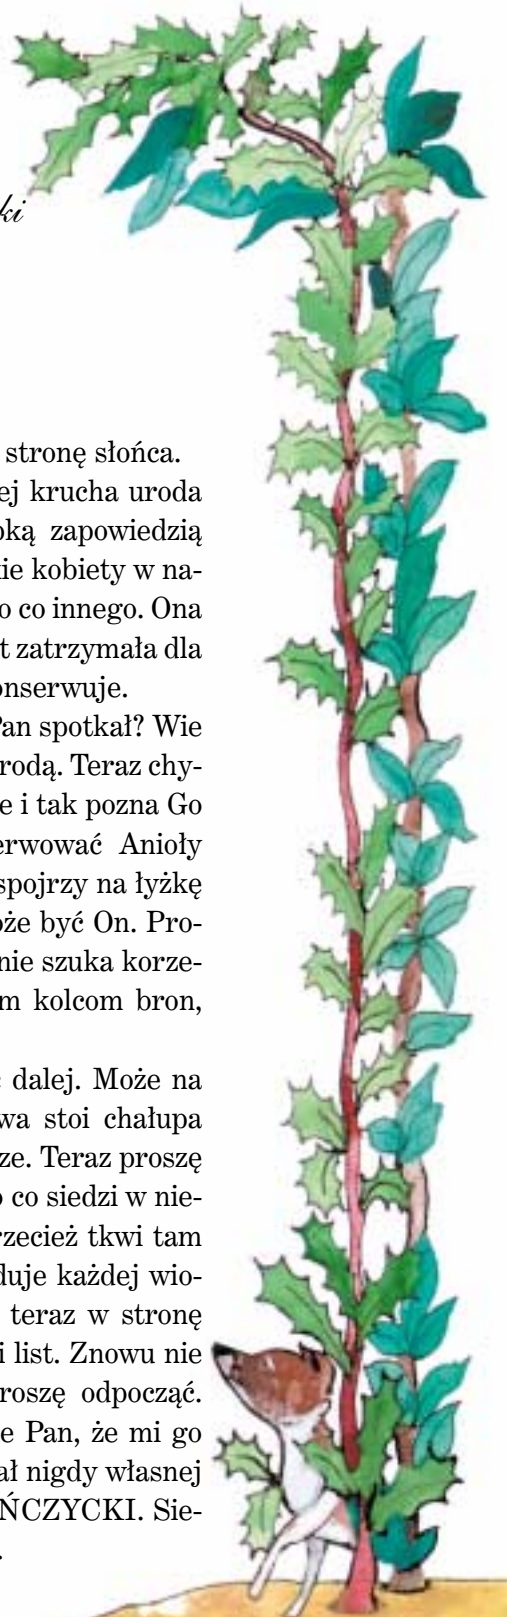 ki
stronę słońca.
ej krucha uroda
oką zapowiedzią
kie kobiety w na-
o co innego. Ona
t zatrzymała dla
onserwuje.
Pan spotkał? Wie
rodą. Teraz chy-
e i tak pozna Go
erwować Anioły
spojrzy na łyżkę
oże być On. Pro-
nie szuka korze-
m kolcom bron,
dalej. Może na
wa stoi chałupa
ze. Teraz proszę
o co siedzi w nie-
rzecież tkwi tam
duje każdej wio-
teraz w stronę
i list. Znowu nie
roszę odpocząć.
e Pan, że mi go
ał nigdy własnej
ŃCZYCKI. Sie-